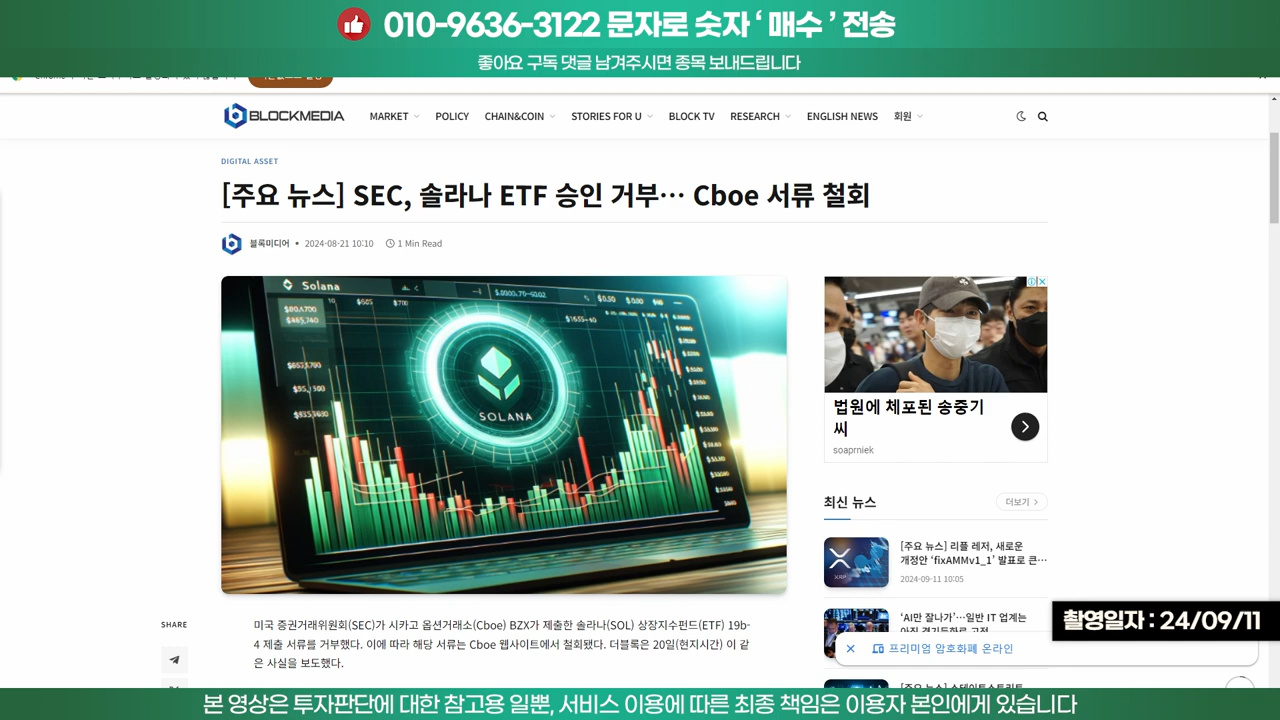 010-9636-3122 문자로 숫자 ‘ 매수 ’ 전송
좋아요 구독 댓글 남겨주시면 종목 보내드립니다
BLOCKMEDIA MARKET POLICY CHAIN&COIN STORIES FOR U BLOCK TV RESEARCH ENGLISH NEWS 회원
DIGITAL ASSET
[주요 뉴스] SEC, 솔라나 ETF 승인 거부… Cboe 서류 철회
블록미디어 • 2024-08-21 10:10 1 Min Read
Solana
SOLANA
법원에 체포된 송중기
씨
soaprniek
최신 뉴스 더보기
[주요 뉴스] 리플 레저, 새로운
개정안 ‘fixAMMv1_1’ 발표로 큰…
2024-09-11 10:05
XRP
‘AI만 잘나가’…일반 IT 업계는
촬영일자 : 24/09/11
프리미엄 암호화폐 온라인
SHARE
미국 증권거래위원회(SEC)가 시카고 옵션거래소(Cboe) BZX가 제출한 솔라나(SOL) 상장지수펀드(ETF) 19b-
4 제출 서류를 거부했다. 이에 따라 해당 서류는 Cboe 웹사이트에서 철회됐다. 더블록은 20일(현지시간) 이 같
은 사실을 보도했다.
본 영상은 투자판단에 대한 참고용 일뿐, 서비스 이용에 따른 최종 책임은 이용자 본인에게 있습니다